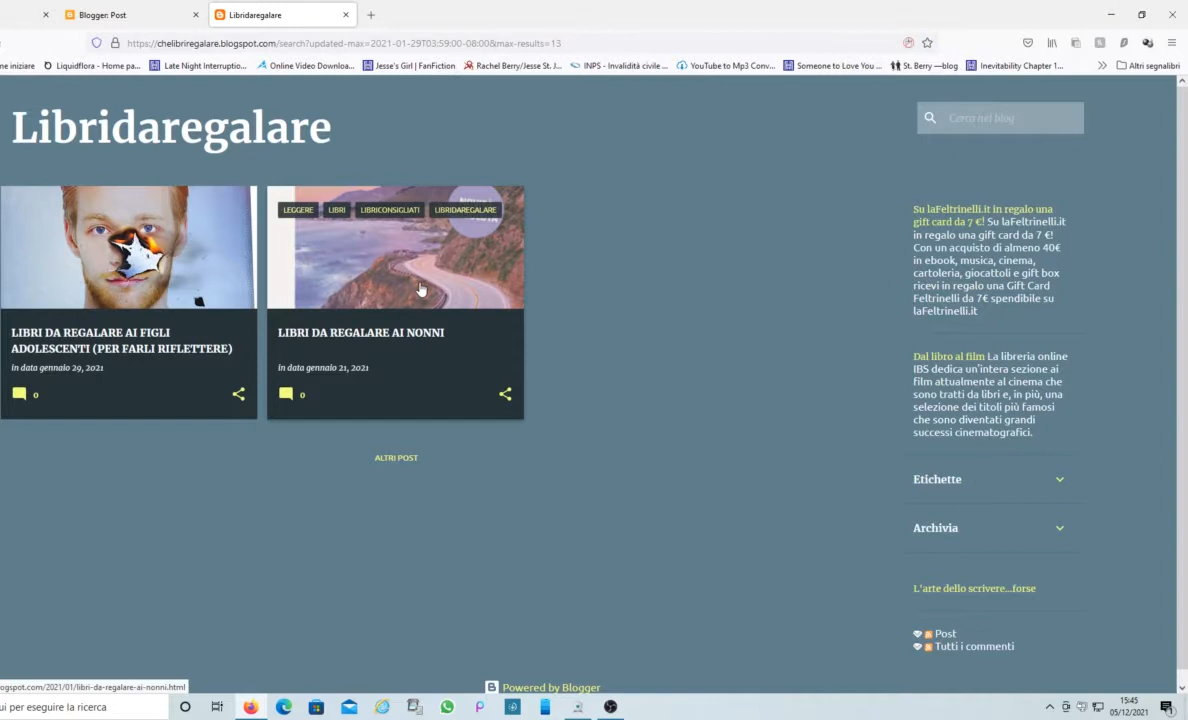 Blogger: Post
Libridaregalare
https://chelibriregalare.blogspot.com/search?updated-max=2021-01-29T03:59:00-08:00&max-results=13
me iniziare
Liquidflora - Home pa...
Late Night Interruptio...
Online Video Downloa...
Jesse's Girl | FanFiction
Rachel Berry/Jesse St. J...
INPS - Invalidità civile ...
YouTube to Mp3 Conv...
Someone to Love You ...
St. Berry —blog
Inevitability Chapter 1...
Altri segnalibri
Libridaregalare
Cerca nel blog
LEGGERE
LIBRI
LIBRICONSIGLIATI
LIBRIDAREGALARE
LIBRI DA REGALARE AI FIGLI
ADOLESCENTI (PER FARLI RIFLETTERE)
in data gennaio 29, 2021
0
LIBRI DA REGALARE AI NONNI
in data gennaio 21, 2021
0
ALTRI POST
Su laFeltrinelli.it in regalo una
gift card da 7 €! Su laFeltrinelli.it
in regalo una gift card da 7 €!
Con un acquisto di almeno 40€
in ebook, musica, cinema,
cartoleria, giocattoli e gift box
ricevi in regalo una Gift Card
Feltrinelli da 7€ spendibile su
laFeltrinelli.it
Dal libro al film La libreria online
IBS dedica un'intera sezione ai
film attualmente al cinema che
sono tratti da libri e, in più, una
selezione dei titoli più famosi
che sono diventati grandi
successi cinematografici.
Etichette
Archivia
L'arte dello scrivere...forse
Post
Tutti i commenti
ogspot.com/2021/01/libri-da-regalare-ai-nonni.html
Powered by Blogger
ui per eseguire la ricerca
15:45
05/12/2021